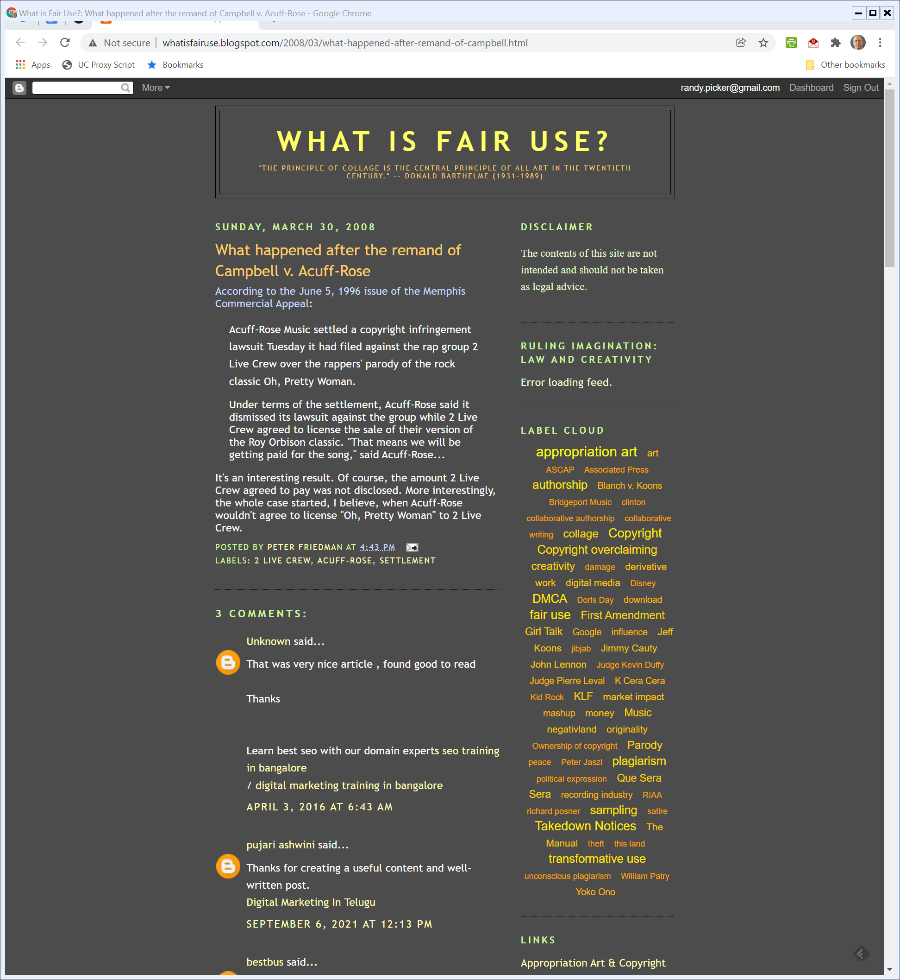 What is Fair Use?: What happened after the remand of Campbell v. Acuff-Rose - Google Chrome
Not secure | whatisfairuse.blogspot.com/2008/03/what-happened-after-remand-of-campbell.html
Apps UC Proxy Script Bookmarks Other bookmarks
More randy.picker@gmail.com Dashboard Sign Out
WHAT IS FAIR USE?
"THE PRINCIPLE OF COLLAGE IS THE CENTRAL PRINCIPLE OF ALL ART IN THE TWENTIETH
CENTURY." -- DONALD BARTHELME (1931-1989)
SUNDAY, MARCH 30, 2008
What happened after the remand of
Campbell v. Acuff-Rose
According to the June 5, 1996 issue of the Memphis
Commercial Appeal:
Acuff-Rose Music settled a copyright infringement
lawsuit Tuesday it had filed against the rap group 2
Live Crew over the rappers' parody of the rock
classic Oh, Pretty Woman.
Under terms of the settlement, Acuff-Rose said it
dismissed its lawsuit against the group while 2 Live
Crew agreed to license the sale of their version of
the Roy Orbison classic. "That means we will be
getting paid for the song," said Acuff-Rose...
It's an interesting result. Of course, the amount 2 Live
Crew agreed to pay was not disclosed. More interestingly,
the whole case started, I believe, when Acuff-Rose
wouldn't agree to license "Oh, Pretty Woman" to 2 Live
Crew.
POSTED BY PETER FRIEDMAN AT 4:43 PM
LABELS: 2 LIVE CREW, ACUFF-ROSE, SETTLEMENT
3 COMMENTS:
Unknown said...
That was very nice article , found good to read
Thanks
Learn best seo with our domain experts seo training
in bangalore
/ digital marketing training in bangalore
APRIL 3, 2016 AT 6:43 AM
pujari ashwini said...
Thanks for creating a useful content and well-
written post.
Digital Marketing In Telugu
SEPTEMBER 6, 2021 AT 12:13 PM
bestbus said...
DISCLAIMER
The contents of this site are not
intended and should not be taken
as legal advice.
RULING IMAGINATION:
LAW AND CREATIVITY
Error loading feed.
LABEL CLOUD
appropriation art art
ASCAP Associated Press
authorship Blanch v. Koons
Bridgeport Music clinton
collaborative authorship collaborative
writing collage Copyright
Copyright overclaiming
creativity damage derivative
work digital media Disney
DMCA Doris Day download
fair use First Amendment
Girl Talk Google influence Jeff
Koons jibjab Jimmy Cauty
John Lennon Judge Kevin Duffy
Judge Pierre Leval K Cera Cera
Kid Rock KLF market impact
mashup money Music
negativland originality
Ownership of copyright Parody
peace Peter Jaszi plagiarism
political expression Que Sera
Sera recording industry RIAA
richard posner sampling satire
Takedown Notices The
Manual theft this land
transformative use
unconscious plagiarism William Patry
Yoko Ono
LINKS
Appropriation Art & Copyright